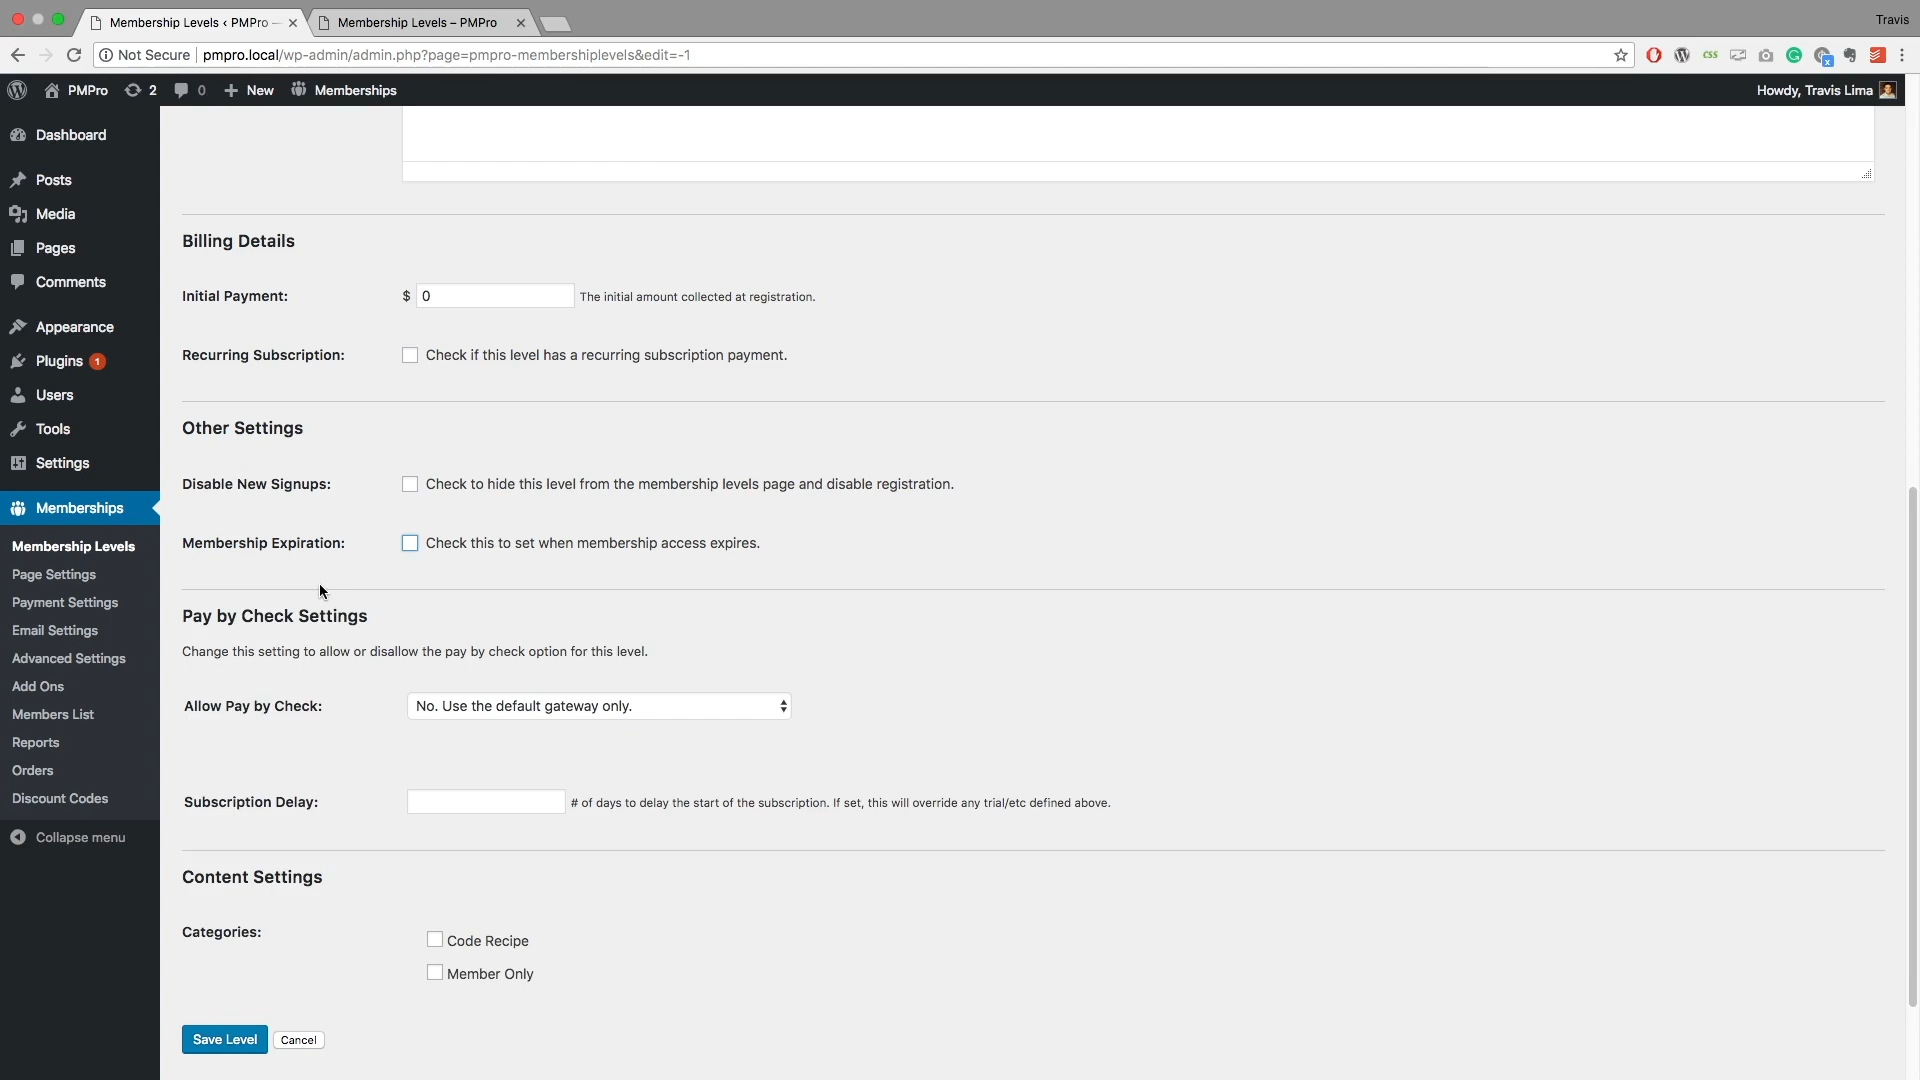 Membership Levels ‹ PMPro —
Membership Levels – PMPro
Travis
Not Secure
pmpro.local/wp-admin/admin.php?page=pmpro-membershiplevels&edit=-1
PMPro
2
0
New
Memberships
Howdy, Travis Lima
Dashboard
Posts
Media
Pages
Comments
Appearance
Plugins 1
Users
Tools
Settings
Memberships
Membership Levels
Page Settings
Payment Settings
Email Settings
Advanced Settings
Add Ons
Members List
Reports
Orders
Discount Codes
Collapse menu
Billing Details
Initial Payment: $ 0 The initial amount collected at registration.
Recurring Subscription: Check if this level has a recurring subscription payment.
Other Settings
Disable New Signups: Check to hide this level from the membership levels page and disable registration.
Membership Expiration: Check this to set when membership access expires.
Pay by Check Settings
Change this setting to allow or disallow the pay by check option for this level.
Allow Pay by Check: No. Use the default gateway only.
Subscription Delay: # of days to delay the start of the subscription. If set, this will override any trial/etc defined above.
Content Settings
Categories:
Code Recipe
Member Only
Save Level
Cancel
css